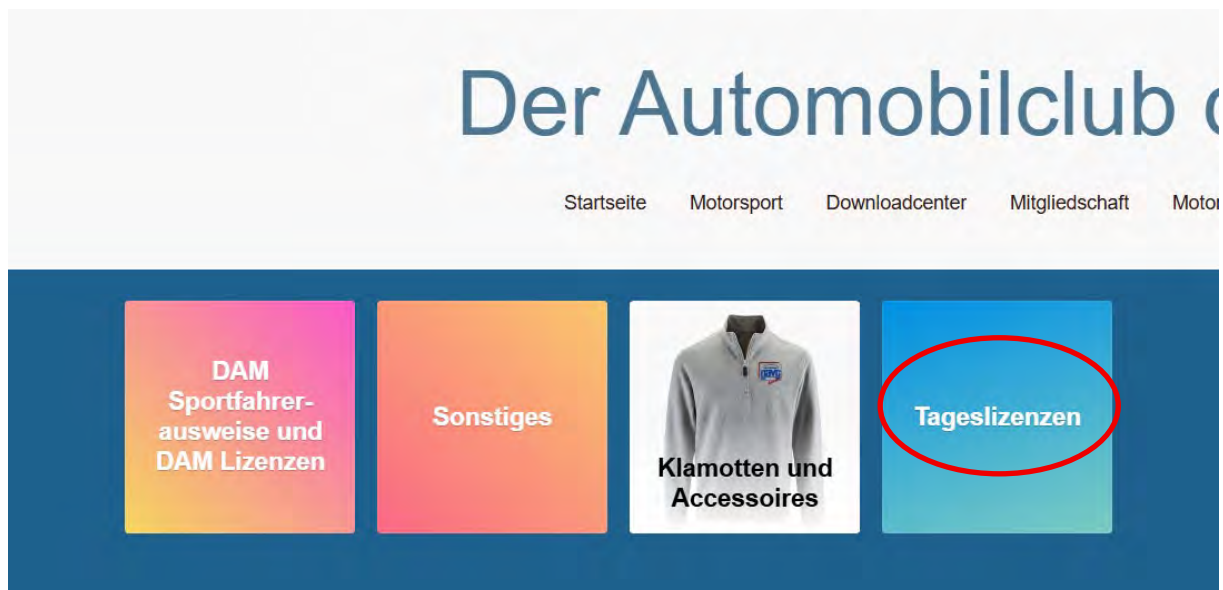 Der Automobilclub
Startseite Motorsport Downloadcenter Mitgliedschaft
DAM
Sportfahrer-
ausweise und
DAM Lizenzen
Sonstiges
Klamotten und
Accessoires
Tageslizenzen